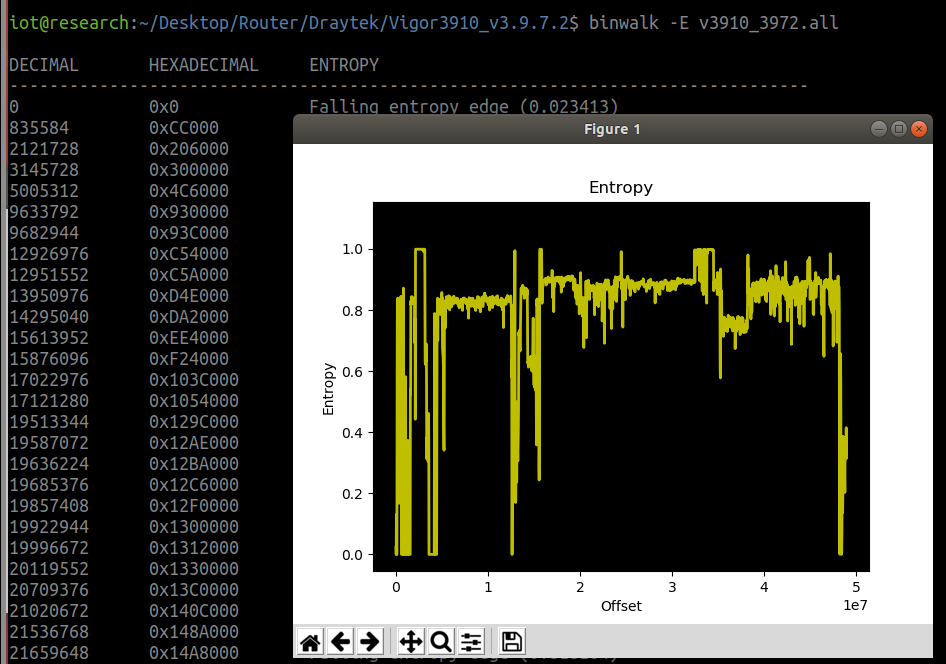 iot@research:~/Desktop/Router/Draytek/Vigor3910_v3.9.7.2$ binwalk -E v3910_3972.all
DECIMAL HEXADECIMAL ENTROPY
--------------------------------------------------------------------------------
0 0x0 Falling entropy edge (0.023413)
835584 0xCC000
2121728 0x206000
3145728 0x300000
5005312 0x4C6000
9633792 0x930000
9682944 0x93C000
12926976 0xC54000
12951552 0xC5A000
13950976 0xD4E000
14295040 0xDA2000
15613952 0xEE4000
15876096 0xF24000
17022976 0x103C000
17121280 0x1054000
19513344 0x129C000
19587072 0x12AE000
19636224 0x12BA000
19685376 0x12C6000
19857408 0x12F0000
19922944 0x1300000
19996672 0x1312000
20119552 0x1330000
20709376 0x13C0000
21020672 0x140C000
21536768 0x148A000
21659648 0x14A8000
Figure 1
Entropy
1.0
0.8
0.6
0.4
0.2
0.0
Entropy
0 1 2 3 4 5
1e7
Offset